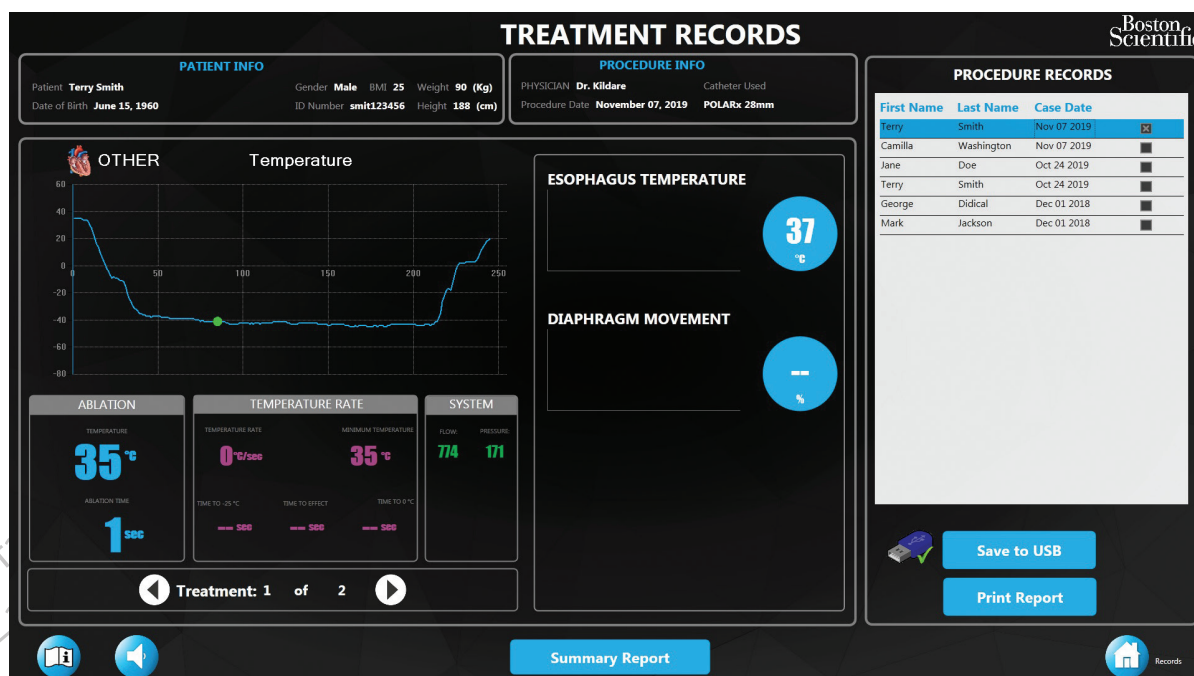 TREATMENT RECORDS
Boston
Scientific
PATIENT INFO
Patient Terry Smith Gender Male BMI 25 Weight 90 (Kg)
Date of Birth June 15, 1960 ID Number smit123456 Height 188 (cm)
PROCEDURE INFO
PHYSICIAN Dr. Kildare Catheter Used
Procedure Date November 07, 2019 POLARx 28mm
OTHER Temperature
60
40
20
0
-20
-40
-60
-80
0 50 100 150 200 250
ABLATION
TEMPERATURE
35 °C
ABLATION TIME
1 sec
TEMPERATURE RATE
TEMPERATURE RATE MINIMUM TEMPERATURE
0 °C/sec 35 °C
TIME TO -25 °C TIME TO EFFECT TIME TO 0 °C
-- sec -- sec -- sec
SYSTEM
FLOW: PRESSURE:
774 171
Treatment: 1 of 2
ESOPHAGUS TEMPERATURE
37
°C
DIAPHRAGM MOVEMENT
--
%
PROCEDURE RECORDS
First Name Last Name Case Date
Terry Smith Nov 07 2019
Camilla Washington Nov 07 2019
Jane Doe Oct 24 2019
Terry Smith Oct 24 2019
George Didical Dec 01 2018
Mark Jackson Dec 01 2018
Save to USB
Print Report
Summary Report
Records